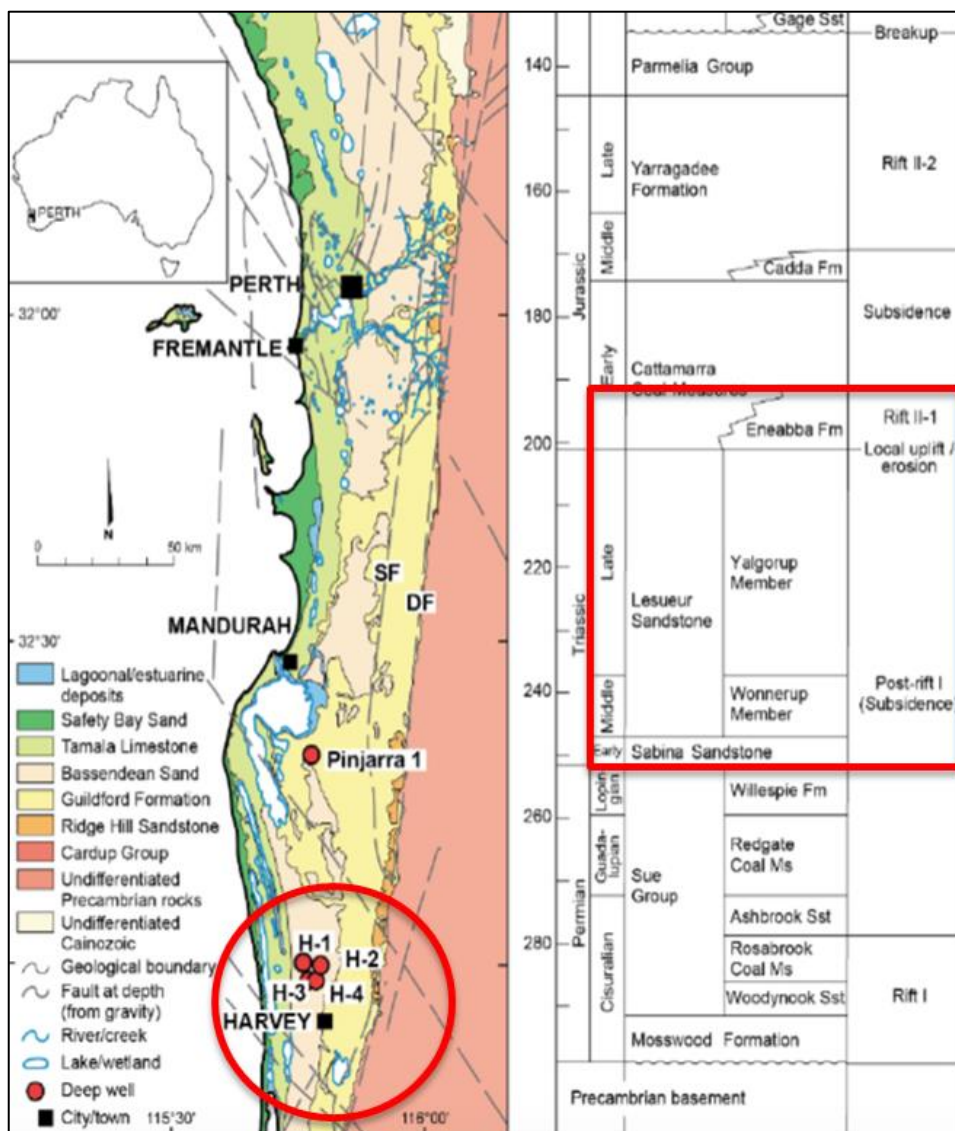 PERTH
PERTH
32°00'
FREMANTLE
N
0
50 km
SF
DF
MANDURAH
32°30'
Pinjarra 1
H-1
H-2
H-3
H-4
HARVEY
115°30'
116°00'
Lagoonal/estuarine
deposits
Safety Bay Sand
Tamala Limestone
Bassendean Sand
Guildford Formation
Ridge Hill Sandstone
Cardup Group
Undifferentiated
Precambrian rocks
Undifferentiated
Cainozoic
Geological boundary
Fault at depth
(from gravity)
River/creek
Lake/wetland
Deep well
City/town
140
160
180
200
220
240
260
280
Jurassic
Late
Middle
Early
Triassic
Late
Middle
Early
Permian
Lopin
gian
Guada
lupian
Cisuralian
Gage Sst
Breakup
Parmelia Group
Yarragadee
Formation
Rift II-2
Cadda Fm
Subsidence
Cattamarra
Coal Measures
Eneabba Fm
Rift II-1
Local uplift /
erosion
Lesueur
Sandstone
Yalgorup
Member
Wonnerup
Member
Post-rift I
(Subsidence)
Sabina Sandstone
Willespie Fm
Sue
Group
Redgate
Coal Ms
Ashbrook Sst
Rosabrook
Coal Ms
Woodynook Sst
Rift I
Mosswood Formation
Precambrian basement